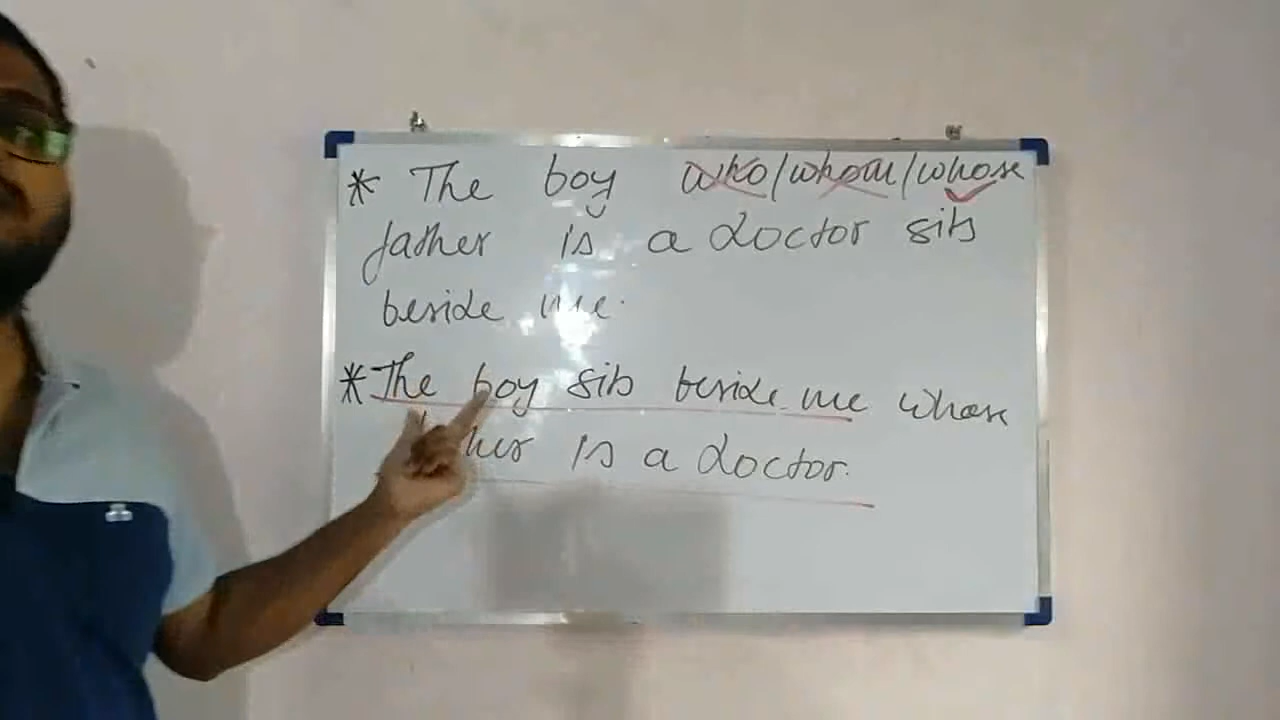 * The boy who/whom/whose
father is a doctor sits
beside me.
* The boy sits beside me whose
is a doctor.